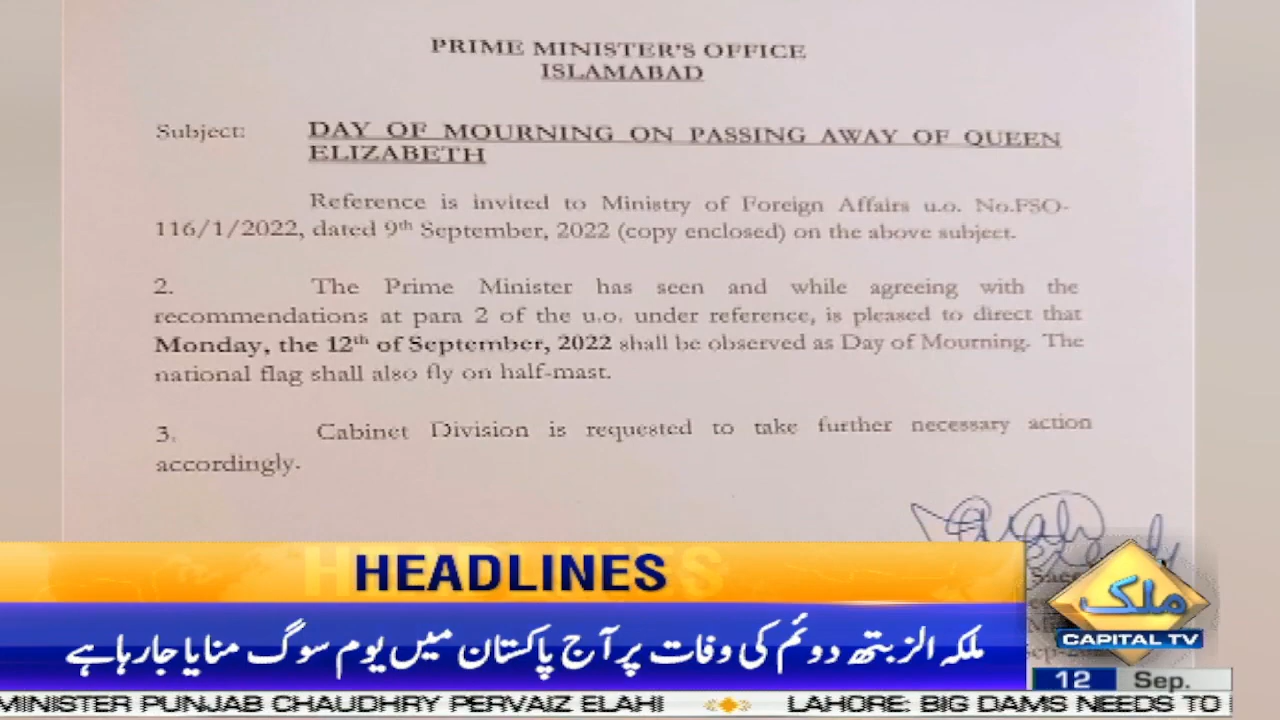 PRIME MINISTER'S OFFICE
ISLAMABAD
Subject: DAY OF MOURNING ON PASSING AWAY OF QUEEN
ELIZABETH
Reference is invited to Ministry of Foreign Affairs u.o. No.FSO-
116/1/2022, dated 9th September, 2022 (copy enclosed) on the above subject.
2. The Prime Minister has seen and while agreeing with the
recommendations at para 2 of the u.o. under reference, is pleased to direct that
Monday, the 12th of September, 2022 shall be observed as Day of Mourning. The
national flag shall also fly on half-mast.
3. Cabinet Division is requested to take further necessary action
accordingly.
HEADLINES
ملکہ الزبتھ دوئم کی وفات پر آج پاکستان میں یوم سوگ منایا جارہا ہے
ملک
CAPITAL TV
12 Sep.
MINISTER PUNJAB CHAUDHRY PERVAIZ ELAHI LAHORE: BIG DAMS NEEDS TO